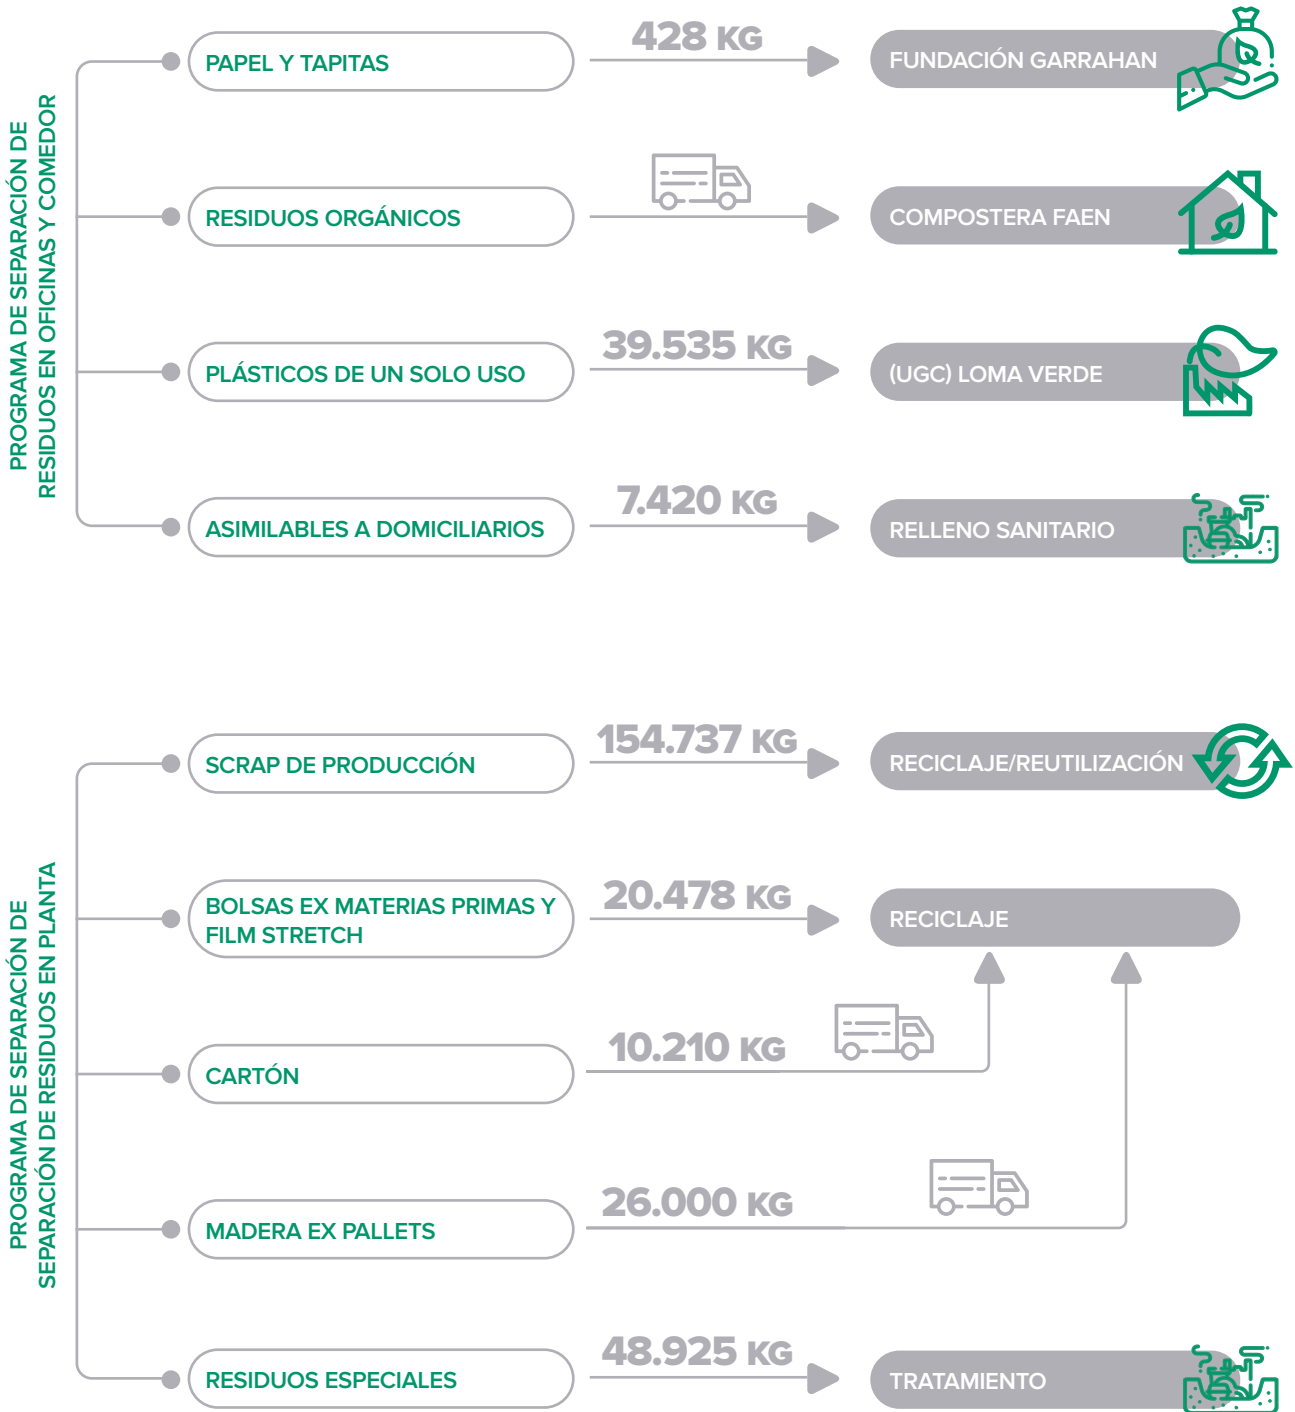 PROGRAMA DE SEPARACIÓN DE
RESIDUOS EN OFICINAS Y COMEDOR
PAPEL Y TAPITAS
428 KG
FUNDACIÓN GARRAHAN
RESIDUOS ORGÁNICOS
COMPOSTERA FAEN
PLÁSTICOS DE UN SOLO USO
39.535 KG
(UGC) LOMA VERDE
ASIMILABLES A DOMICILIARIOS
7.420 KG
RELLENO SANITARIO
PROGRAMA DE SEPARACIÓN DE
SEPARACIÓN DE RESIDUOS EN PLANTA
SCRAP DE PRODUCCIÓN
154.737 KG
RECICLAJE/REUTILIZACIÓN
BOLSAS EX MATERIAS PRIMAS Y
FILM STRETCH
20.478 KG
RECICLAJE
CARTÓN
10.210 KG
MADERA EX PALLETS
26.000 KG
RESIDUOS ESPECIALES
48.925 KG
TRATAMIENTO